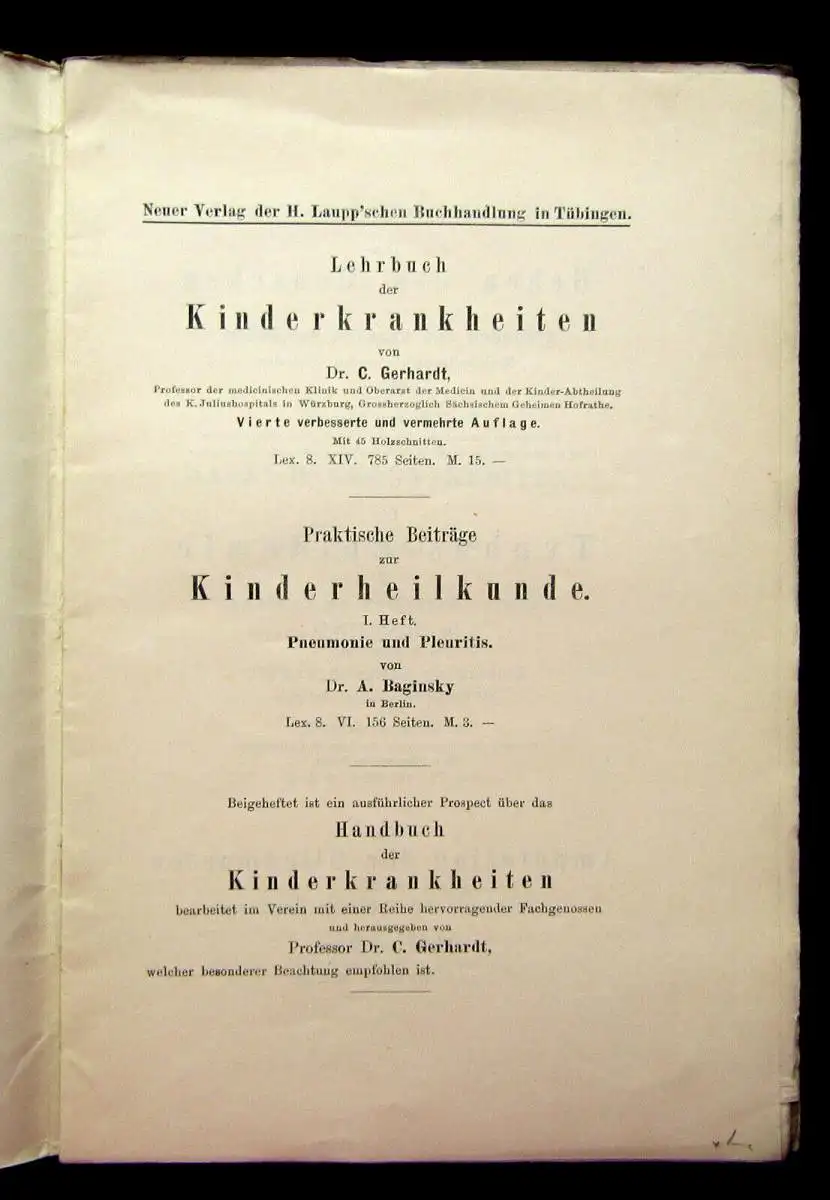 Neuer Verlag der H. Laupp'schen Buchhandlung in Tübingen.
Lehrbuch
der
Kinderkrankheiten
von
Dr. C. Gerhardt,
Professor der medicinischen Klinik und Oberarzt der Medicin und der Kinder-Abtheilung
des K. Juliushospitals in Würzburg, Grossherzoglich Sächsischem Geheimen Hofrathe.
Vierte verbesserte und vermehrte Auflage.
Mit 45 Holzschnitten.
Lex. 8. XIV. 785 Seiten. M. 15. —
Praktische Beiträge
zur
Kinderheilkunde.
I. Heft.
Pneumonie und Pleuritis.
von
Dr. A. Baginsky
in Berlin.
Lex. 8. VI. 156 Seiten. M. 3. —
Beigeheftet ist ein ausführlicher Prospect über das
Handbuch
der
Kinderkrankheiten
bearbeitet im Verein mit einer Reihe hervorragender Fachgenossen
und herausgegeben von
Professor Dr. C. Gerhardt,
welcher besonderer Beachtung empfohlen ist.